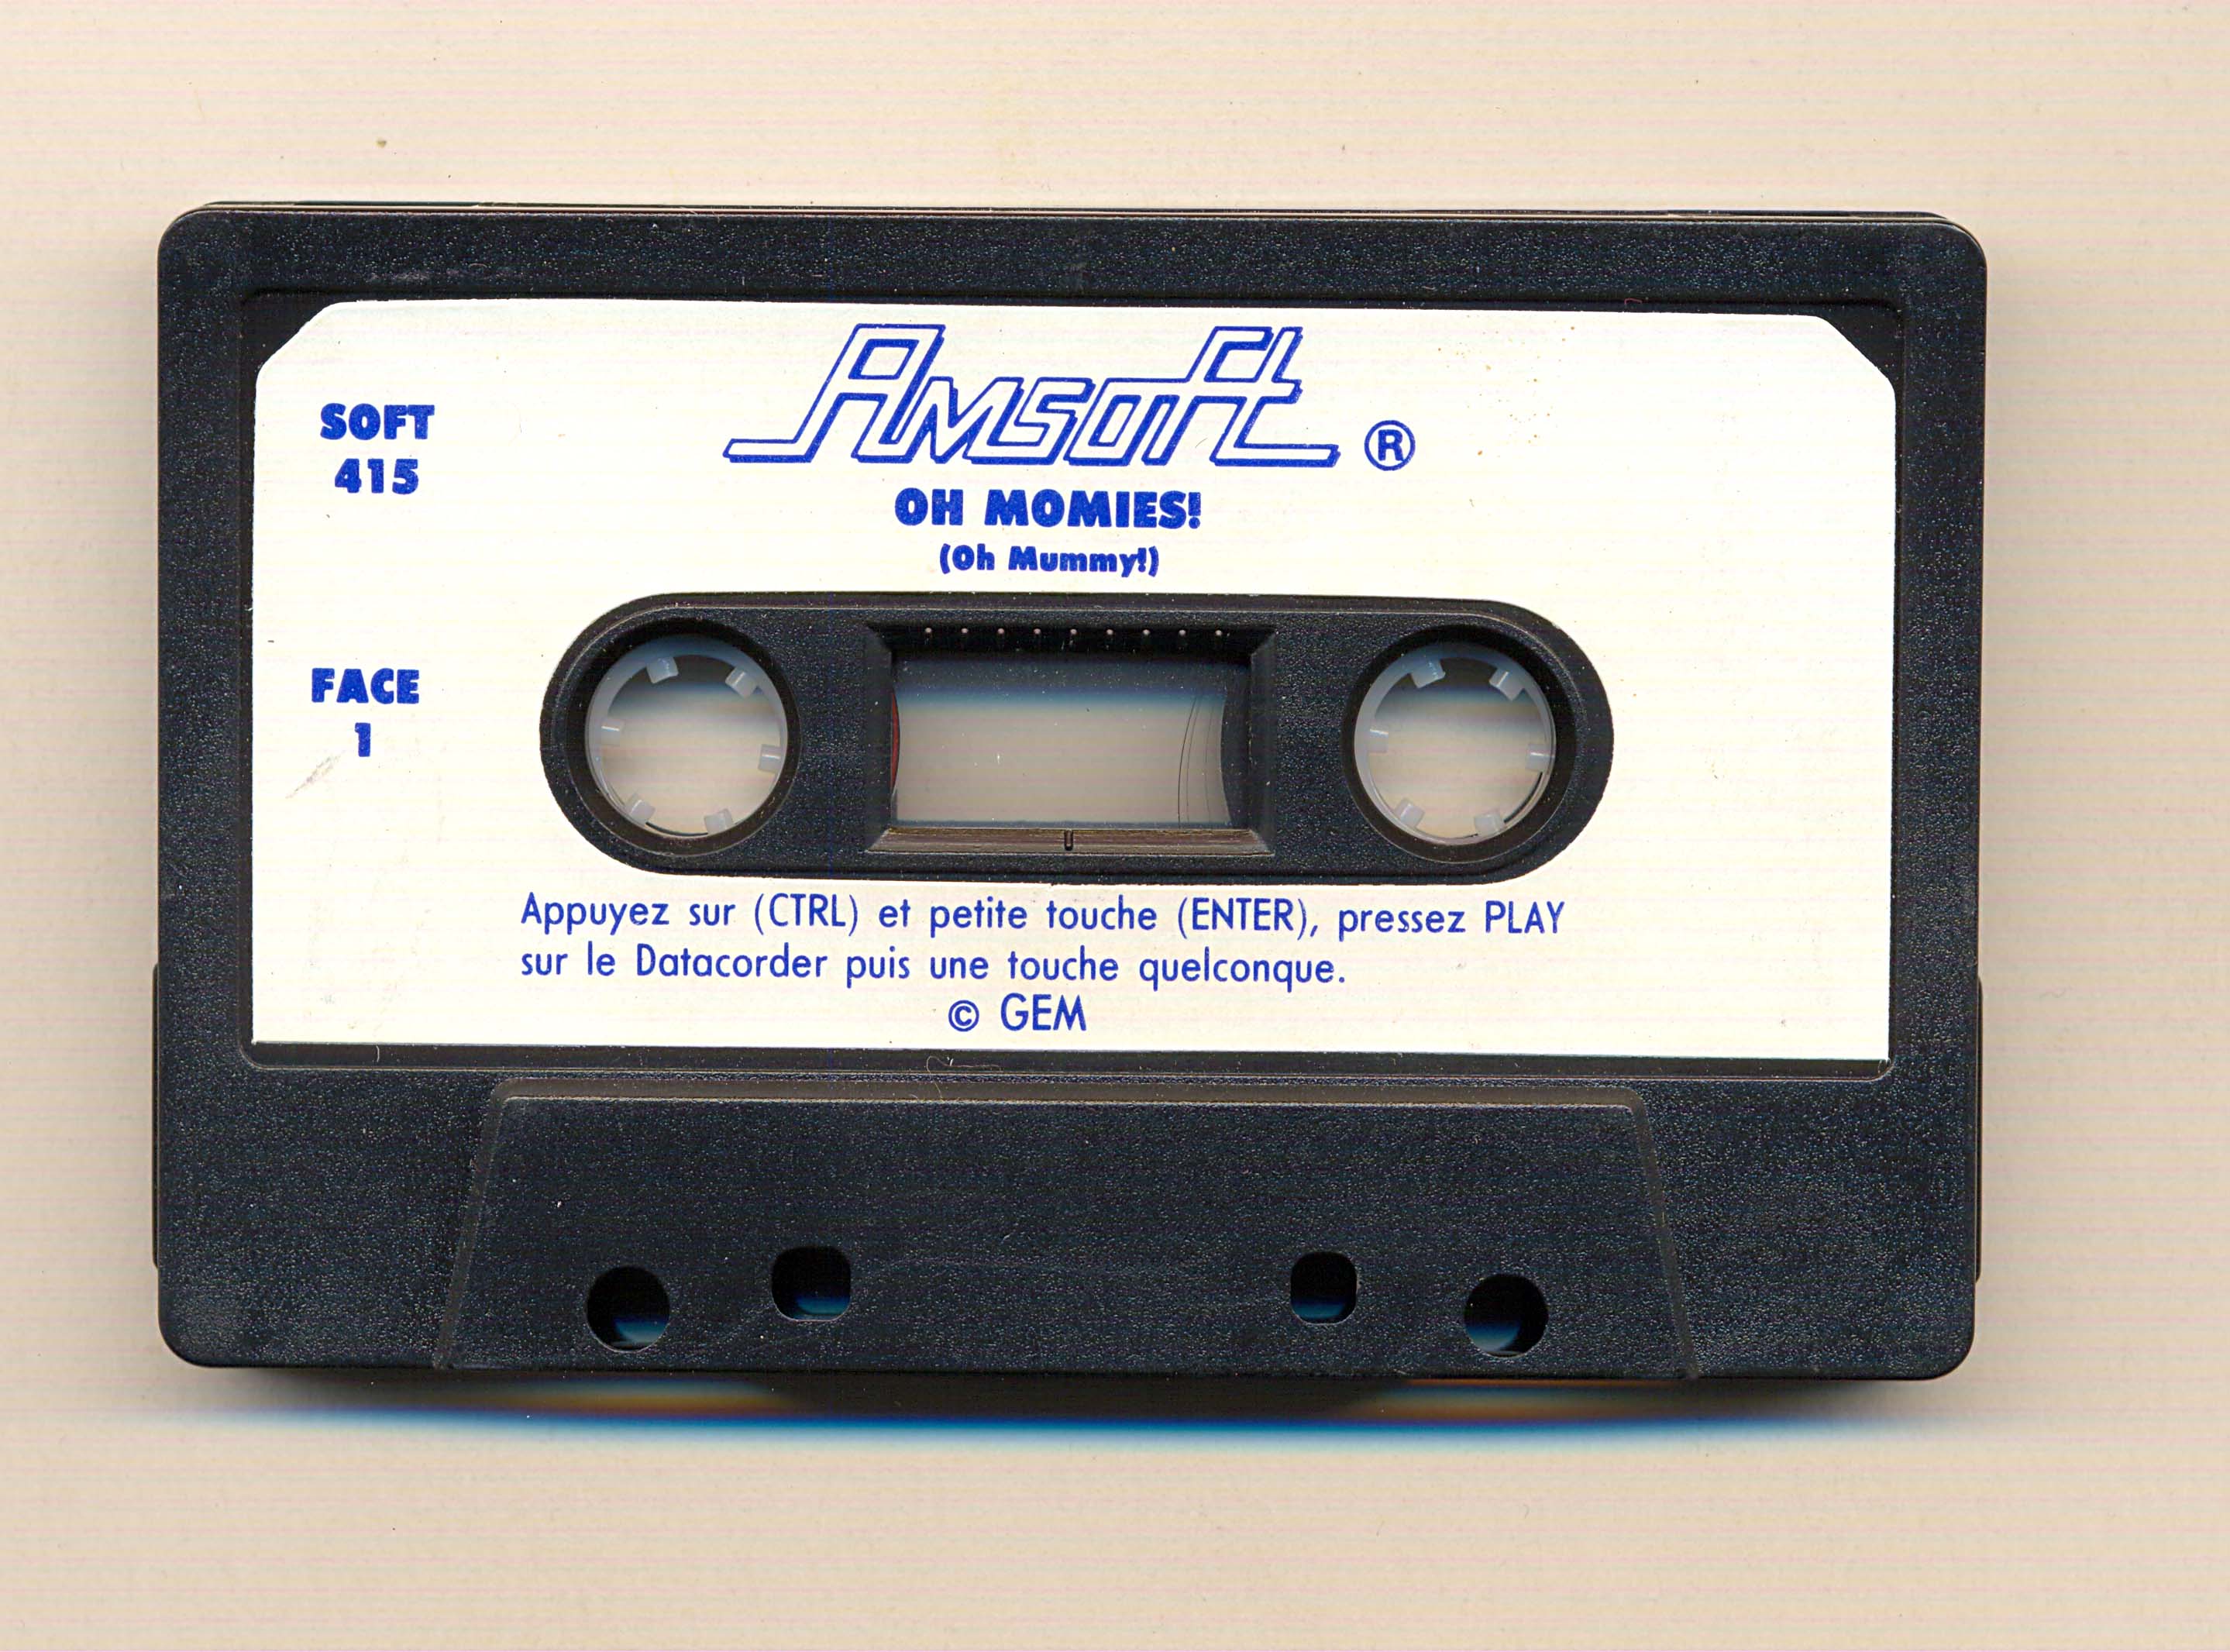 Amsoft ®
SOFT
415
OH MOMIES!
(Oh Mummy!)
FACE
1
Appuyez sur (CTRL) et petite touche (ENTER), pressez PLAY
sur le Datacorder puis une touche quelconque.
© GEM